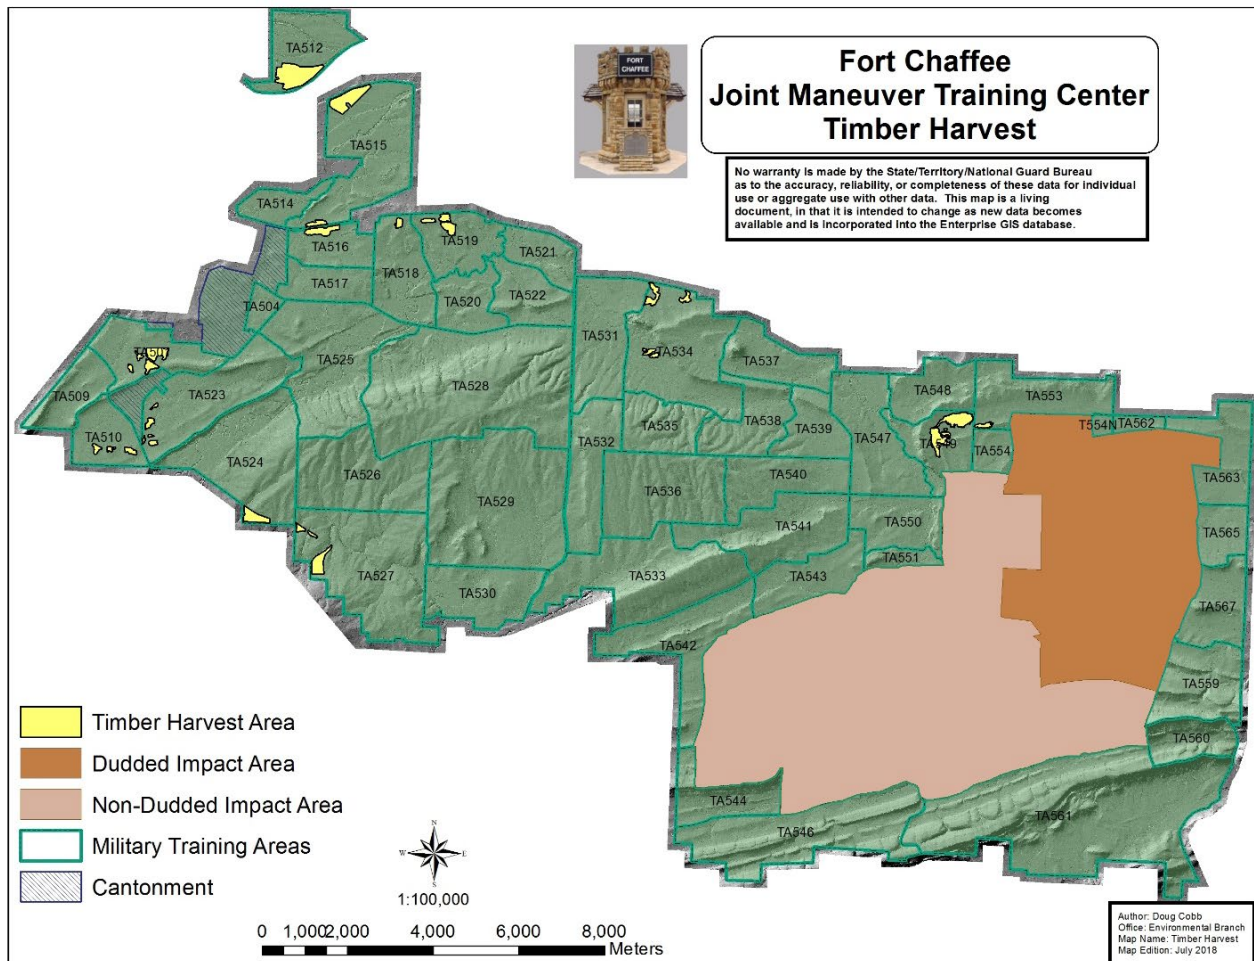 Fort Chaffee
Joint Maneuver Training Center
Timber Harvest
FORT
CHAFFEE
No warranty is made by the State/Territory/National Guard Bureau
as to the accuracy, reliability, or completeness of these data for individual
use or aggregate use with other data. This map is a living
document, in that it is intended to change as new data becomes
available and is incorporated into the Enterprise GIS database.
TA512
TA515
TA514
TA516
TA519
TA518
TA521
TA517
TA522
TA520
TA504
TA531
TA534
TA525
TA537
TA528
TA548
TA509
TA523
TA553
TA510
TA535
TA538
TA539
TA547
T554N
TA562
TA532
TA554
TA524
TA526
TA529
TA536
TA540
TA563
TA541
TA550
TA565
TA551
TA527
TA530
TA533
TA543
TA567
TA542
TA559
TA560
TA544
TA546
TA561
Timber Harvest Area
Dudded Impact Area
Non-Dudded Impact Area
Military Training Areas
Cantonment
N
W
E
S
1:100,000
0 1,000 2,000 4,000 6,000 8,000
Meters
Author: Doug Cobb
Office: Environmental Branch
Map Name: Timber Harvest
Map Edition: July 2018